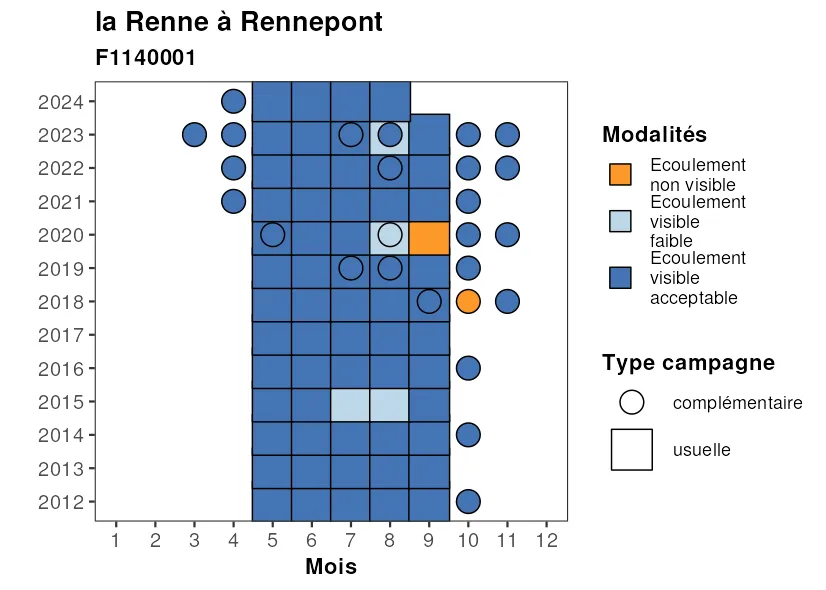 la Renne à Rennepont
F1140001
2024
2023
2022
2021
2020
2019
2018
2017
2016
2015
2014
2013
2012
1 2 3 4 5 6 7 8 9 10 11 12
Mois
Modalités
Ecoulement
non visible
Ecoulement
visible
faible
Ecoulement
visible
acceptable
Type campagne
complémentaire
usuelle